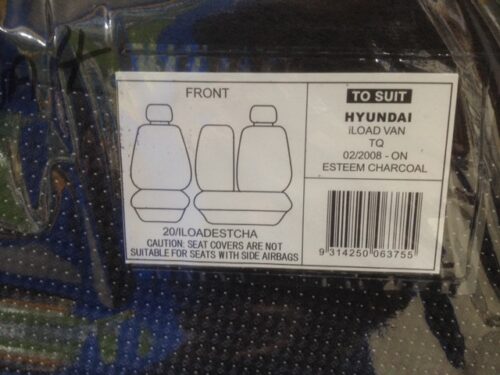 FRONT
20/ILOADESTCHA
CAUTION: SEAT COVERS ARE NOT
SUITABLE FOR SEATS WITH SIDE AIRBAGS
TO SUIT
HYUNDAI
iLOAD VAN
TQ
02/2008 - ON
ESTEEM CHARCOAL
9 314250 063755